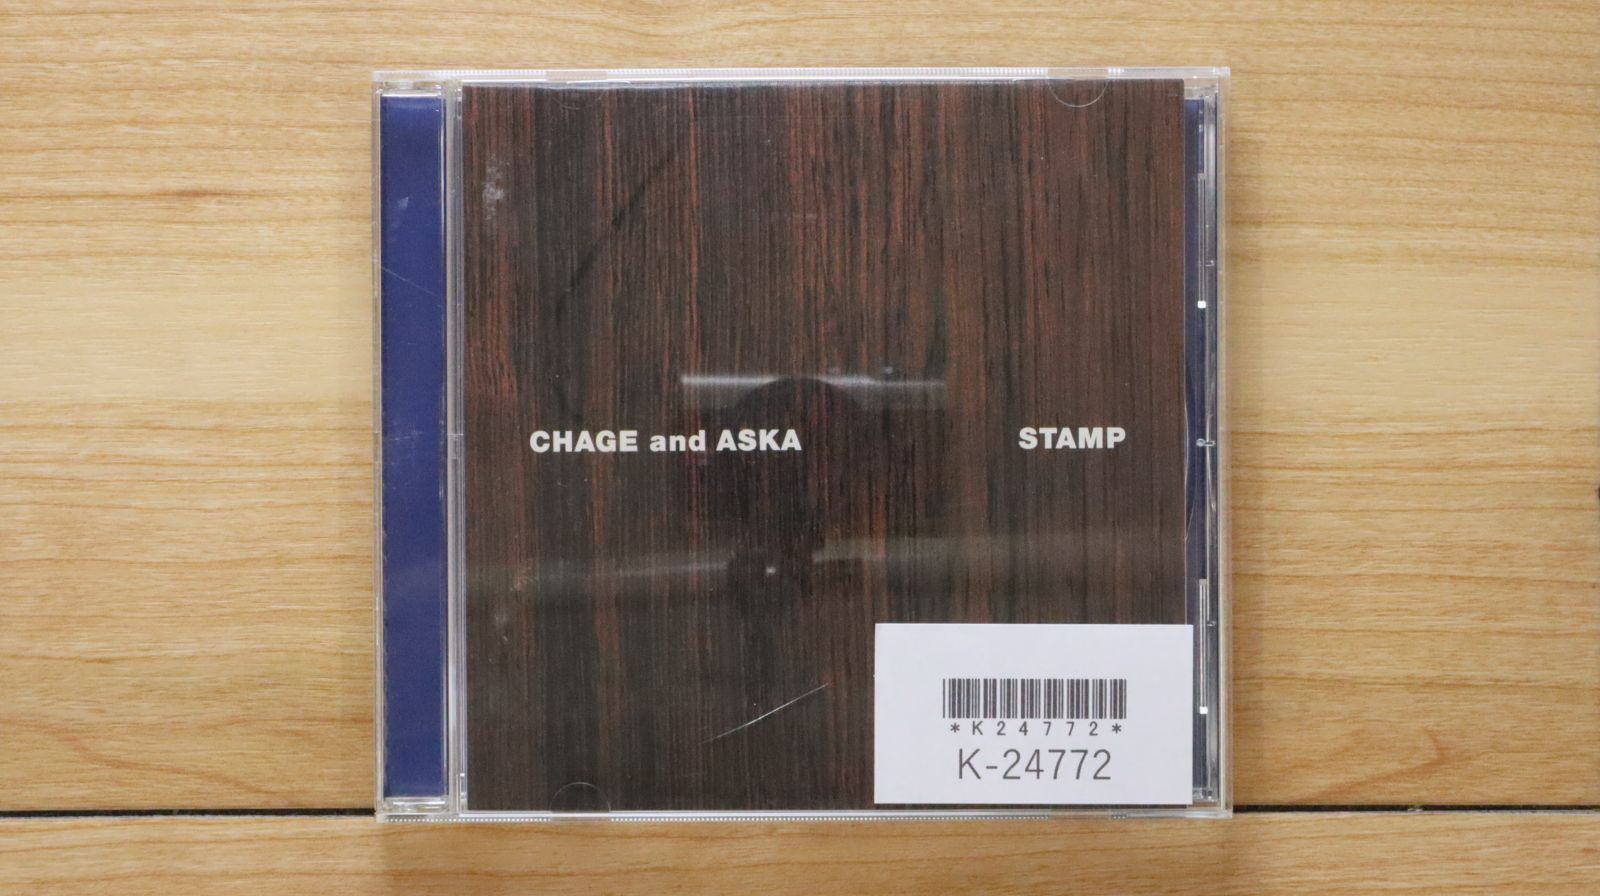 CHAGE and ASKA STAMP
*K24772*
K-24772